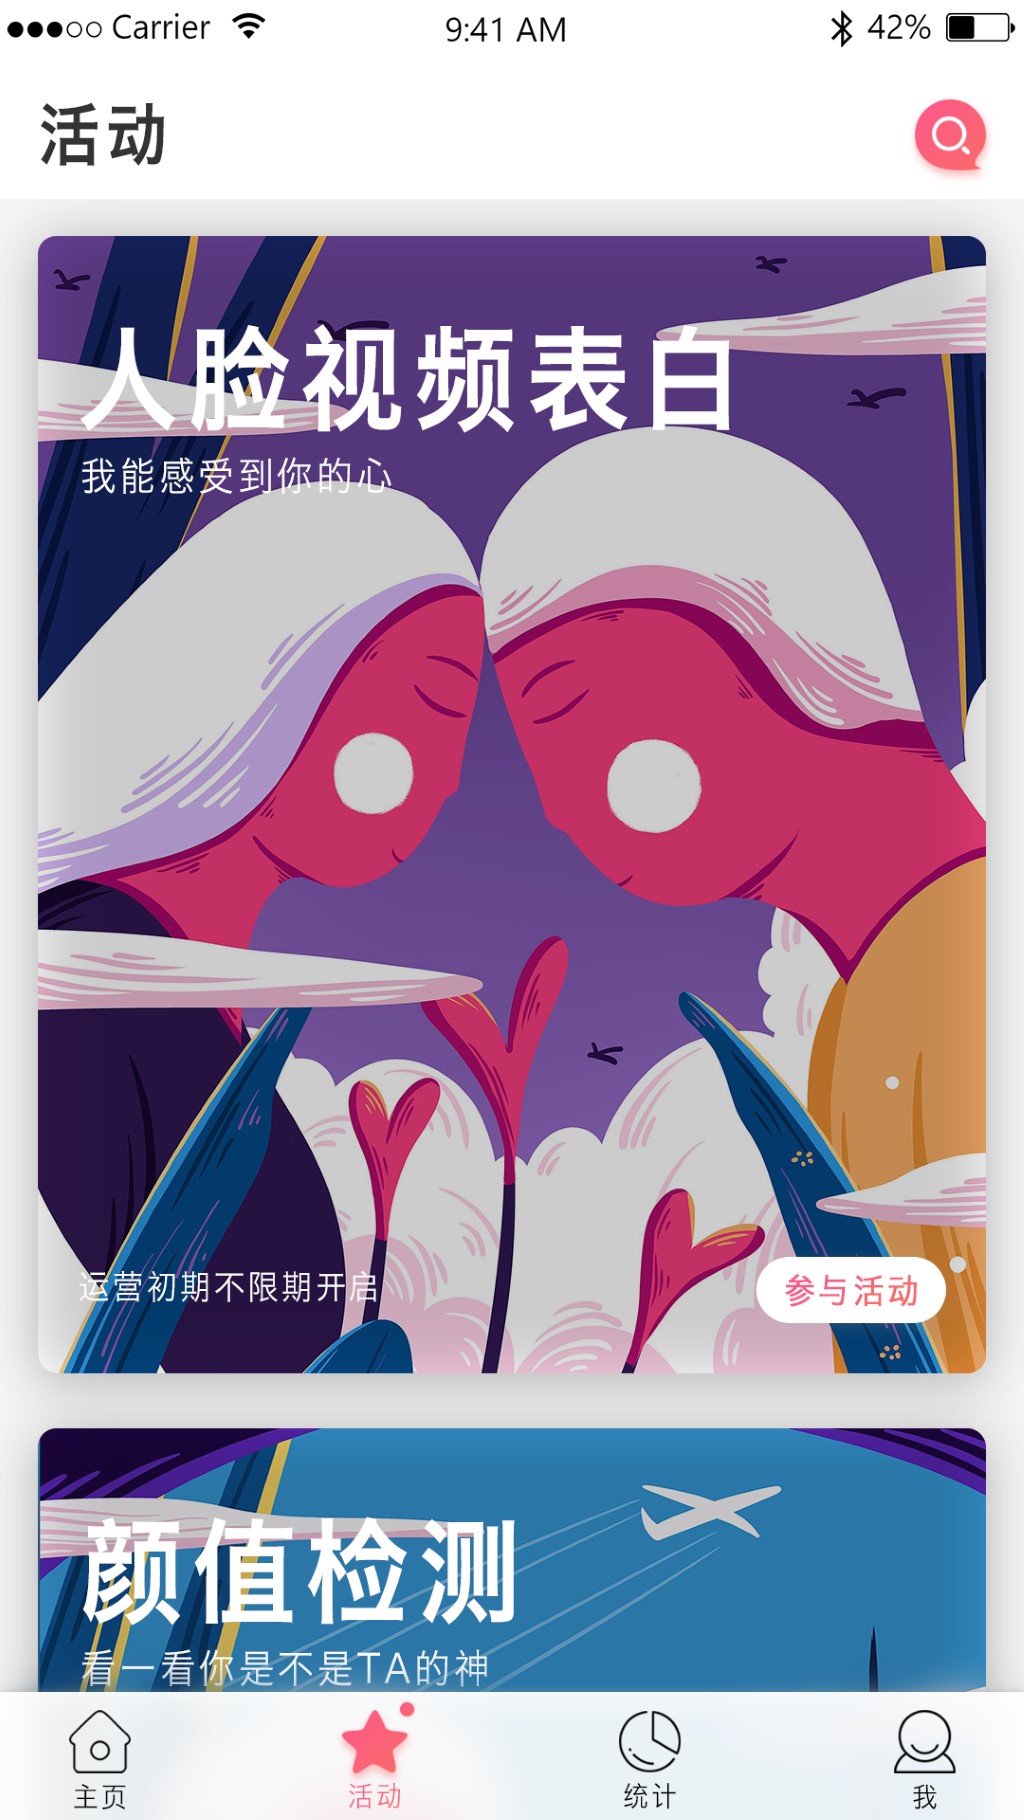 Carrier 9:41 AM 42%
活动
人脸视频表白
我能感受到你的心
运营初期不限期开启
参与活动
颜值检测
看一看你是不是TA的神
主页 活动 统计 我